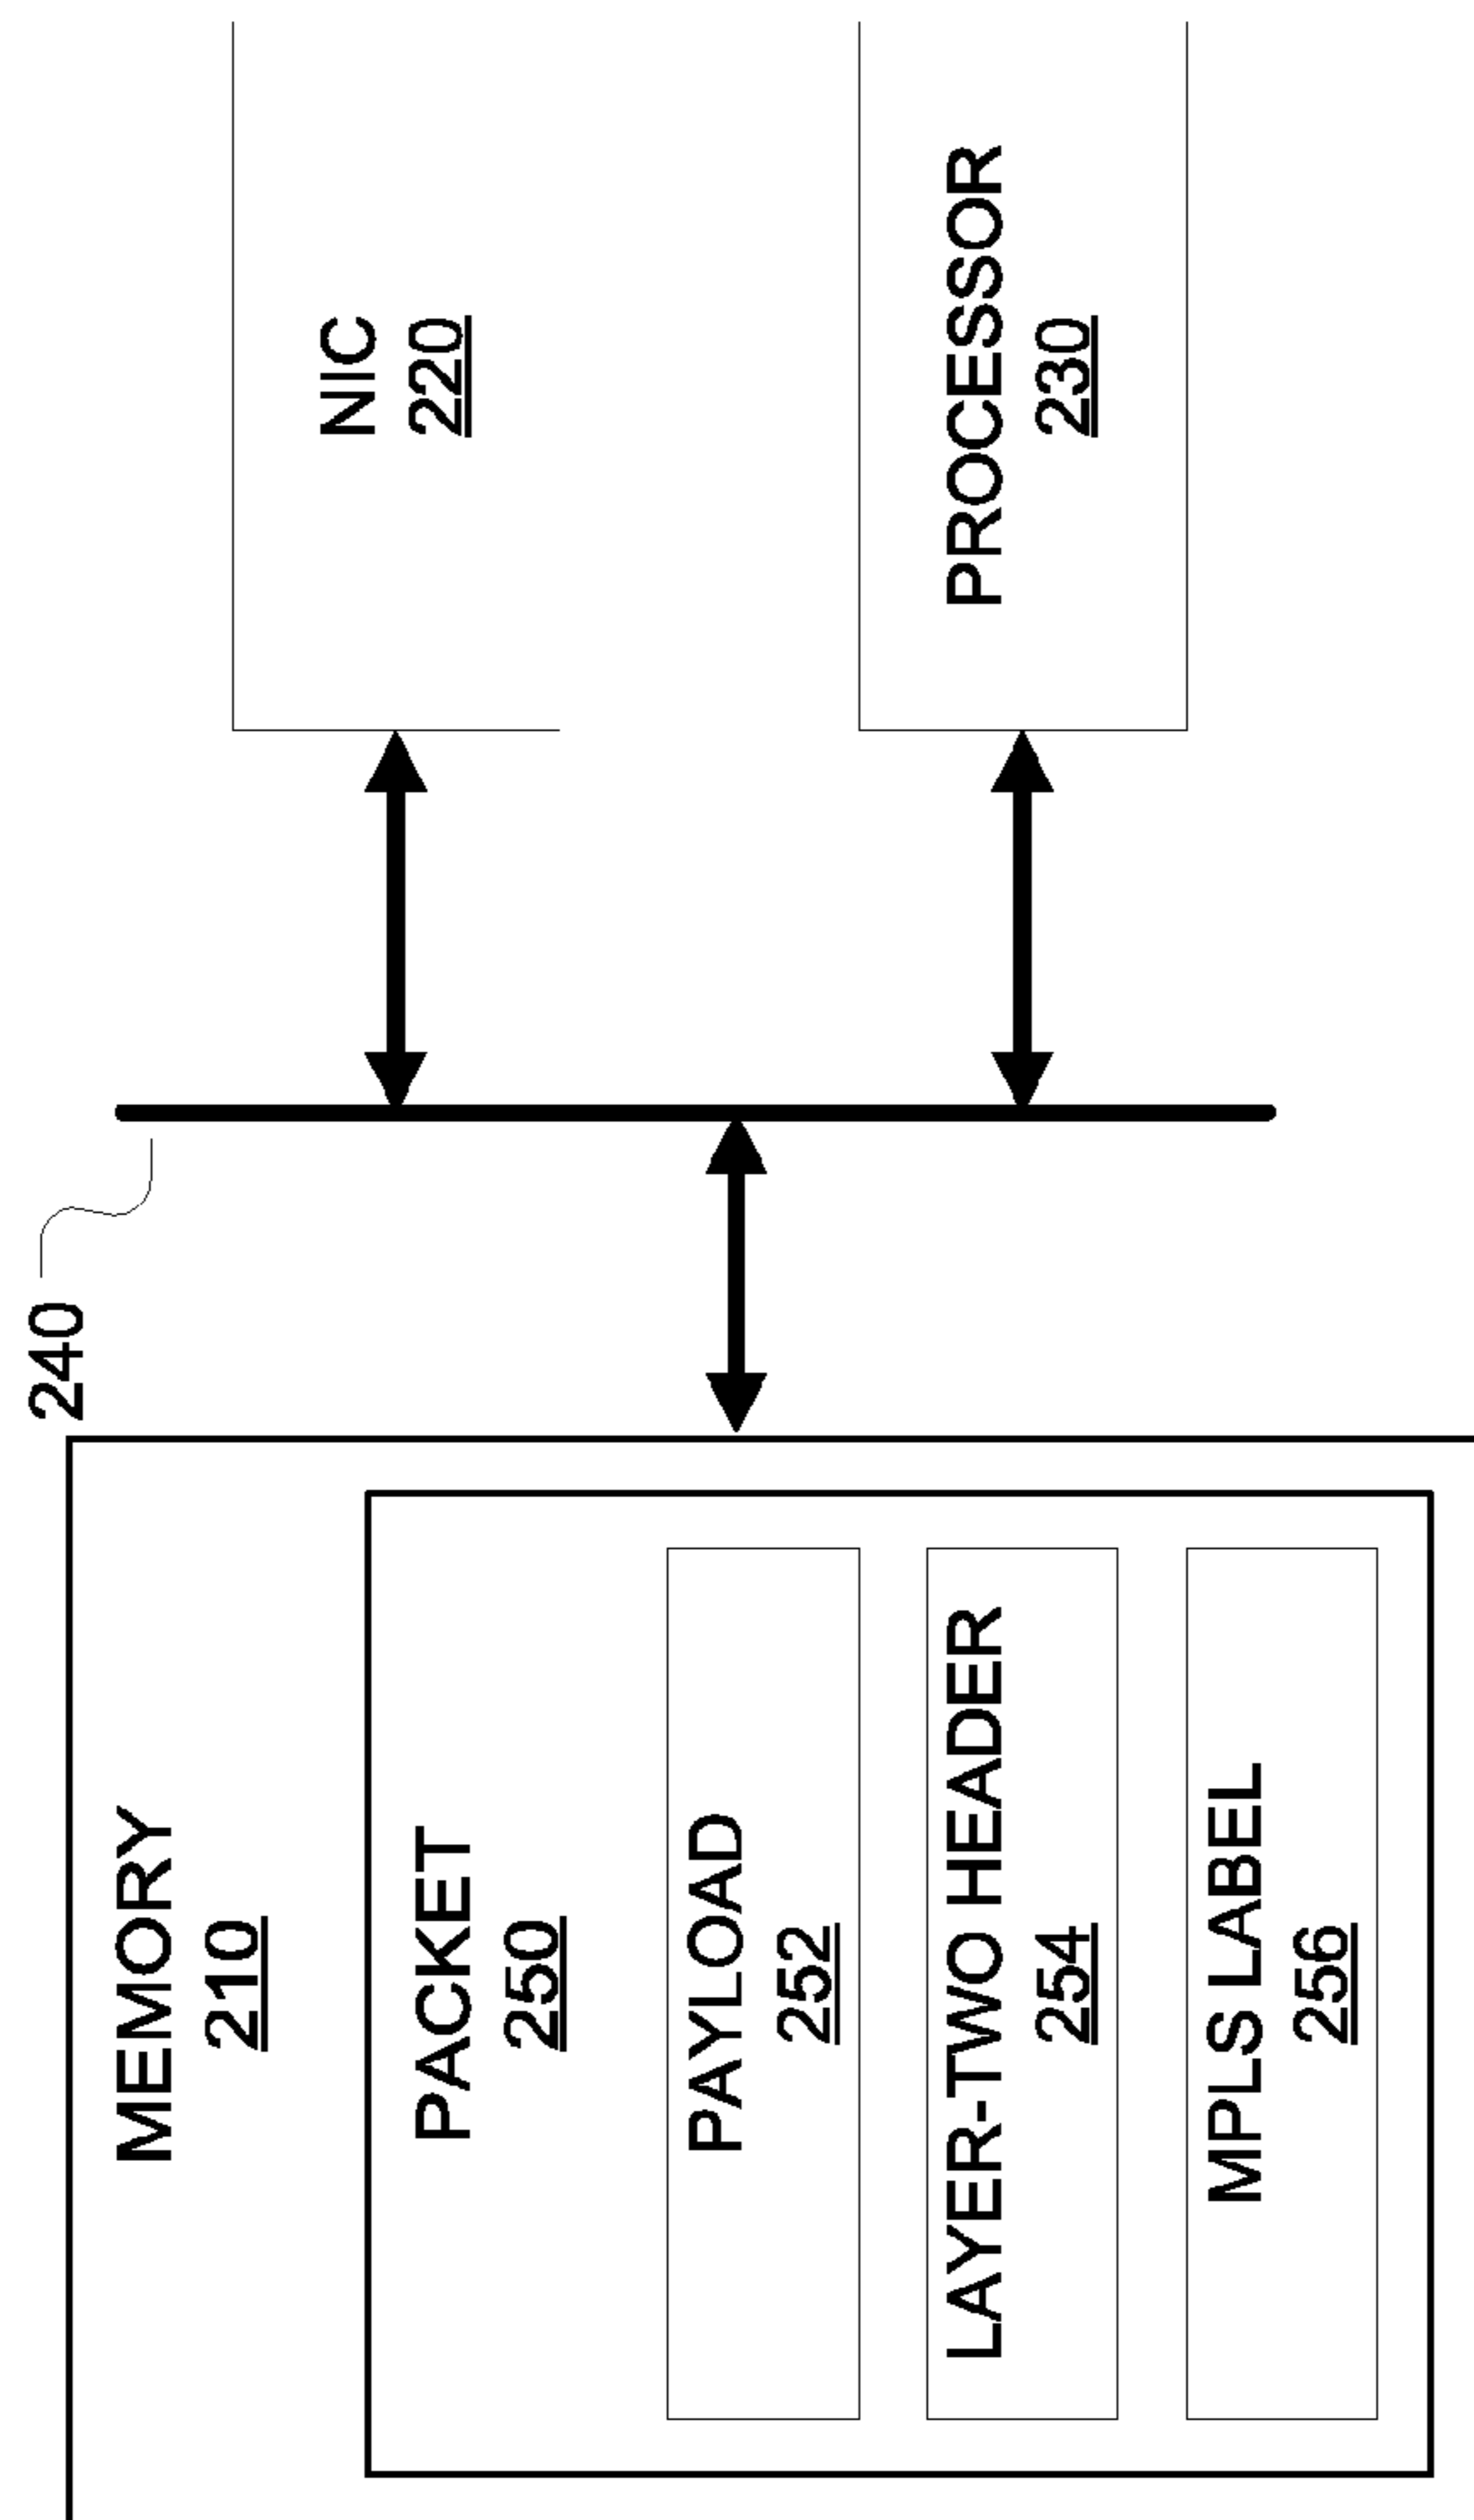 MEMORY
210
PACKET
250
PAYLOAD
252
LAYER-TWO HEADER
254
MPLS LABEL
256
240
NIC
220
PROCESSOR
230